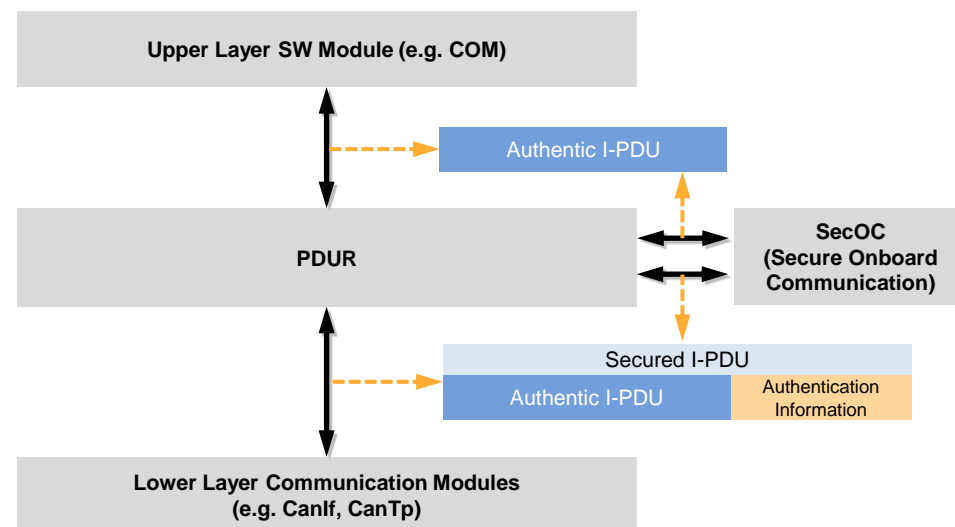 Upper Layer SW Module (e.g. COM)
Authentic I-PDU
PDUR
SecOC
(Secure Onboard
Communication)
Secured I-PDU
Authentic I-PDU
Authentication
Information
Lower Layer Communication Modules
(e.g. CanIf, CanTp)